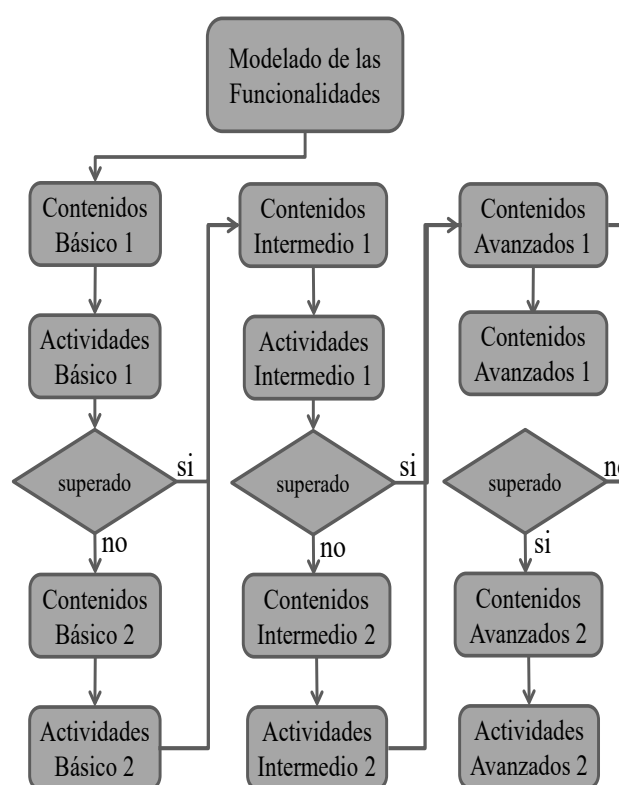 Modelado de las
Funcionalidades
Contenidos
Básico 1
Actividades
Básico 1
superado
si
no
Contenidos
Básico 2
Actividades
Básico 2
Contenidos
Intermedio 1
Actividades
Intermedio 1
superado
si
no
Contenidos
Intermedio 2
Actividades
Intermedio 2
Contenidos
Avanzados 1
Contenidos
Avanzados 1
superado
no
si
Contenidos
Avanzados 2
Actividades
Avanzados 2